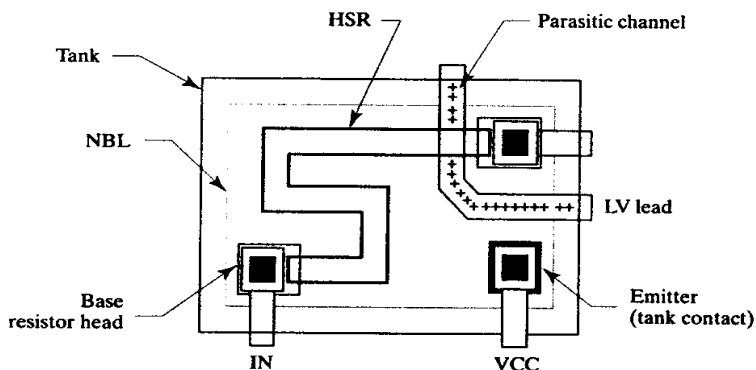 HSR
Parasitic channel
Tank
NBL
LV lead
Base
resistor head
Emitter
(tank contact)
IN
VCC